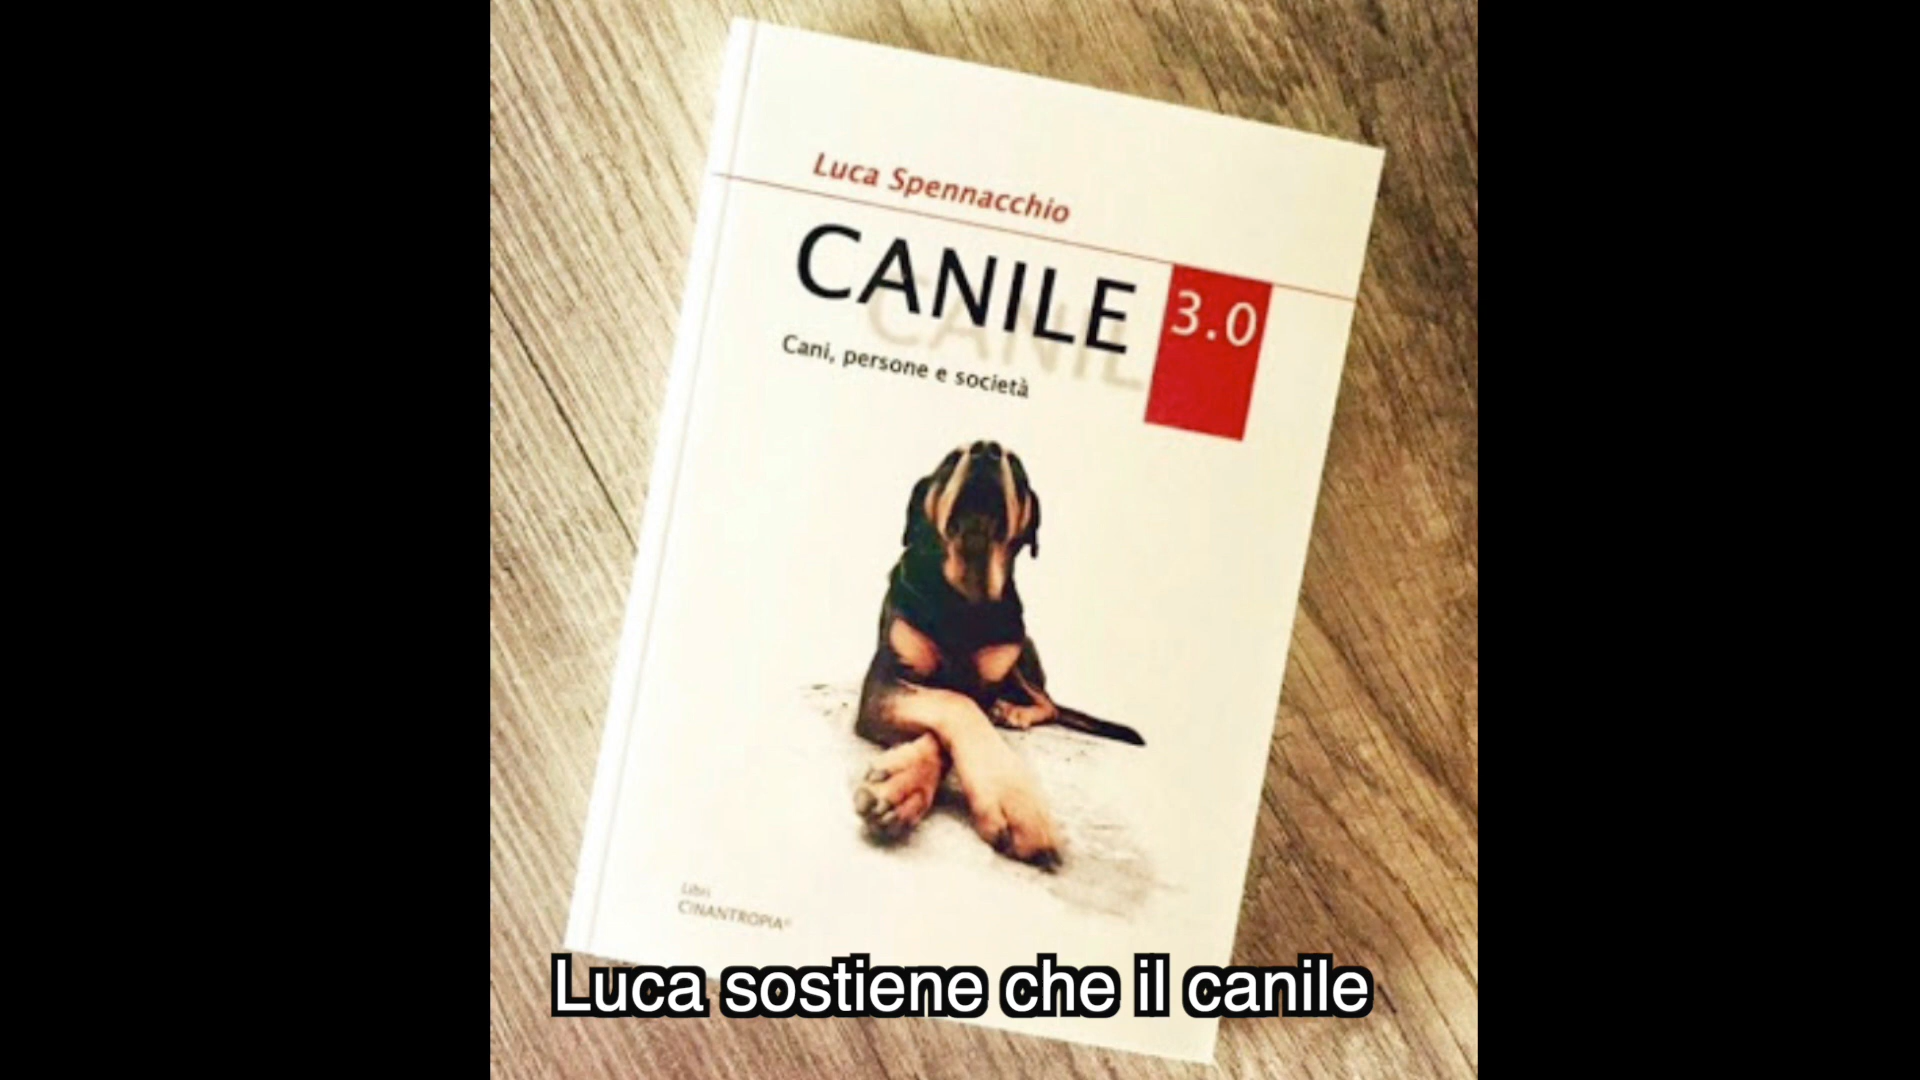 Luca Spennacchio
CANILE 3.0
Cani, persone e società
Libri
CINANTROPIA®
Luca sostiene che il canile